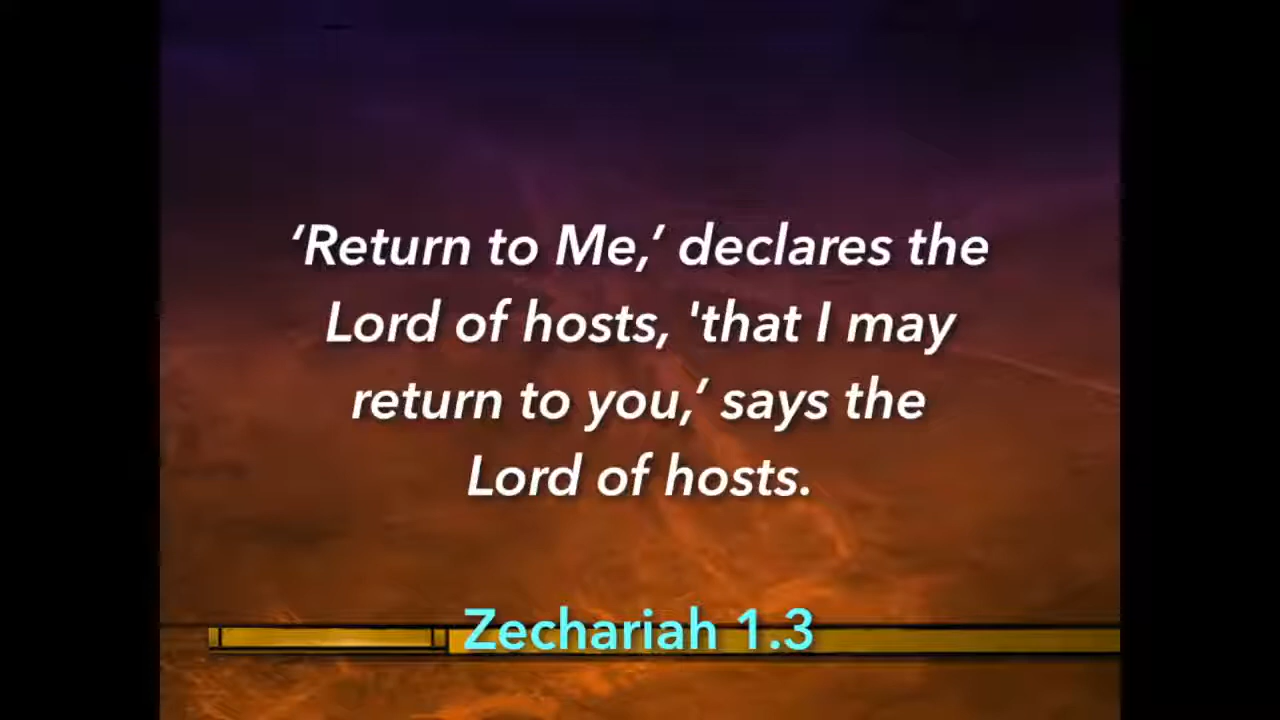 ‘Return to Me,’ declares the
Lord of hosts, 'that I may
return to you,’ says the
Lord of hosts.
Zechariah 1.3